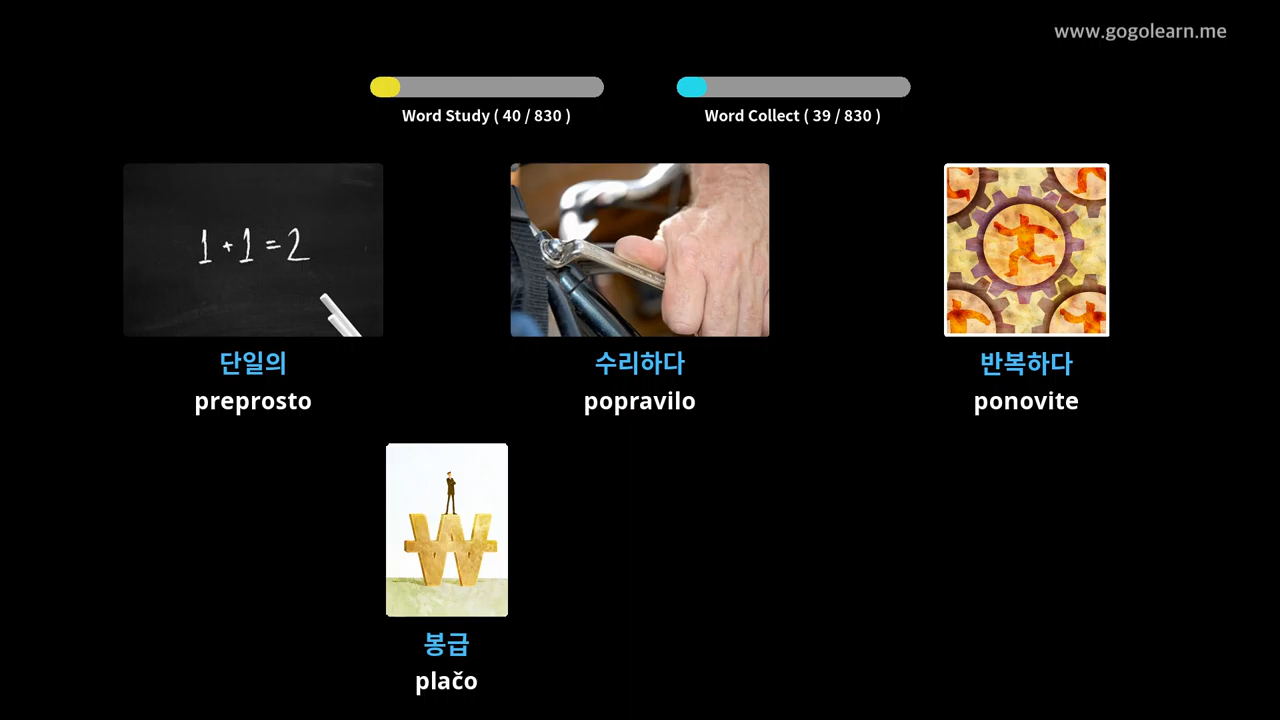 www.gogolearn.me
Word Study ( 40 / 830 )
Word Collect ( 39 / 830 )
1 + 1 = 2
단일의
수리하다
반복하다
preprosto
popravilo
ponovite
봉급
plačo